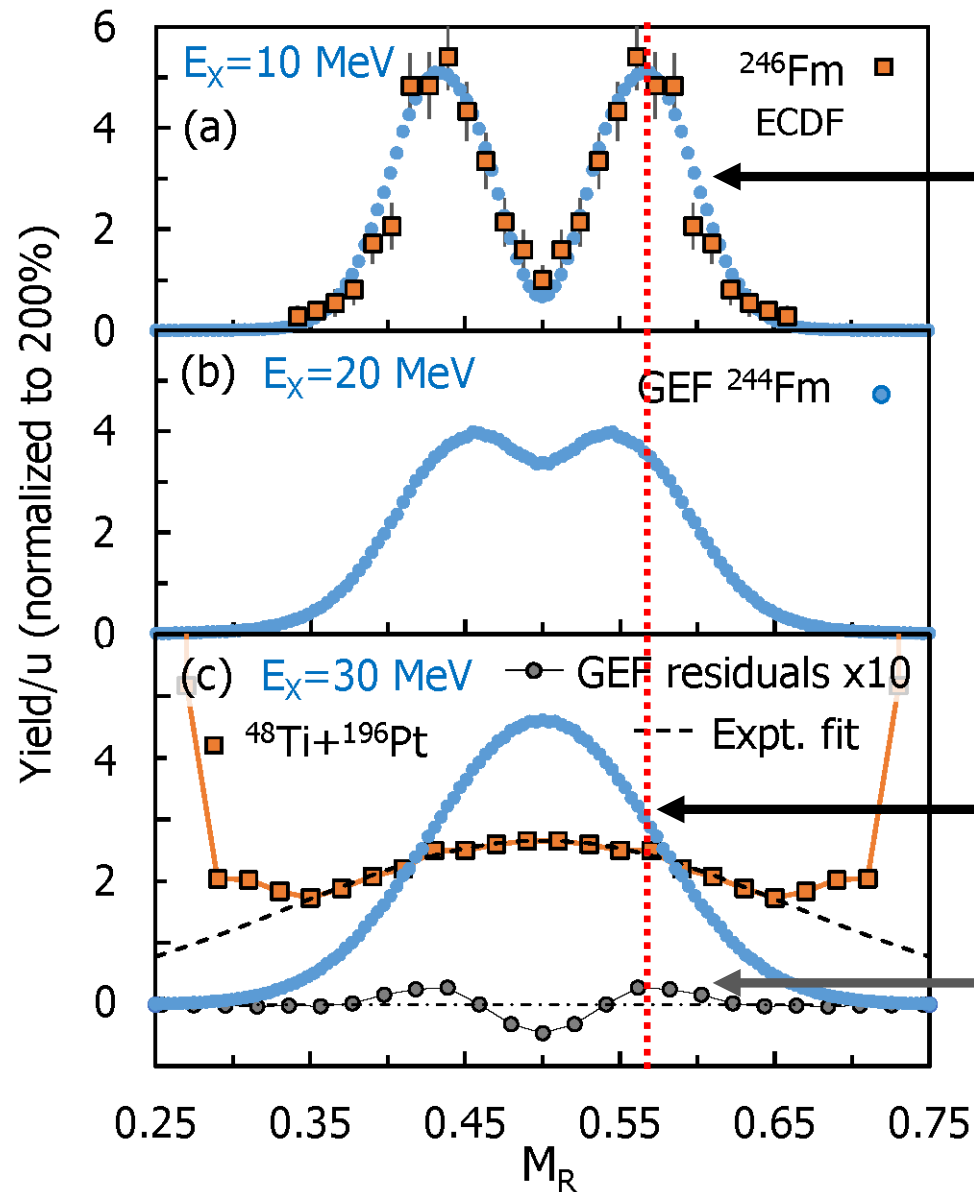 Yield/u (normalized to 200%)
6
4
2
0
E_X=10 MeV
(a)
²⁴⁶Fm
ECDF
4
2
0
(b) E_X=20 MeV
GEF ²⁴⁴Fm
4
2
0
(c) E_X=30 MeV
GEF residuals x10
⁴⁸Ti+¹⁹⁶Pt
Expt. fit
0.25 0.35 0.45 0.55 0.65 0.75
M_R